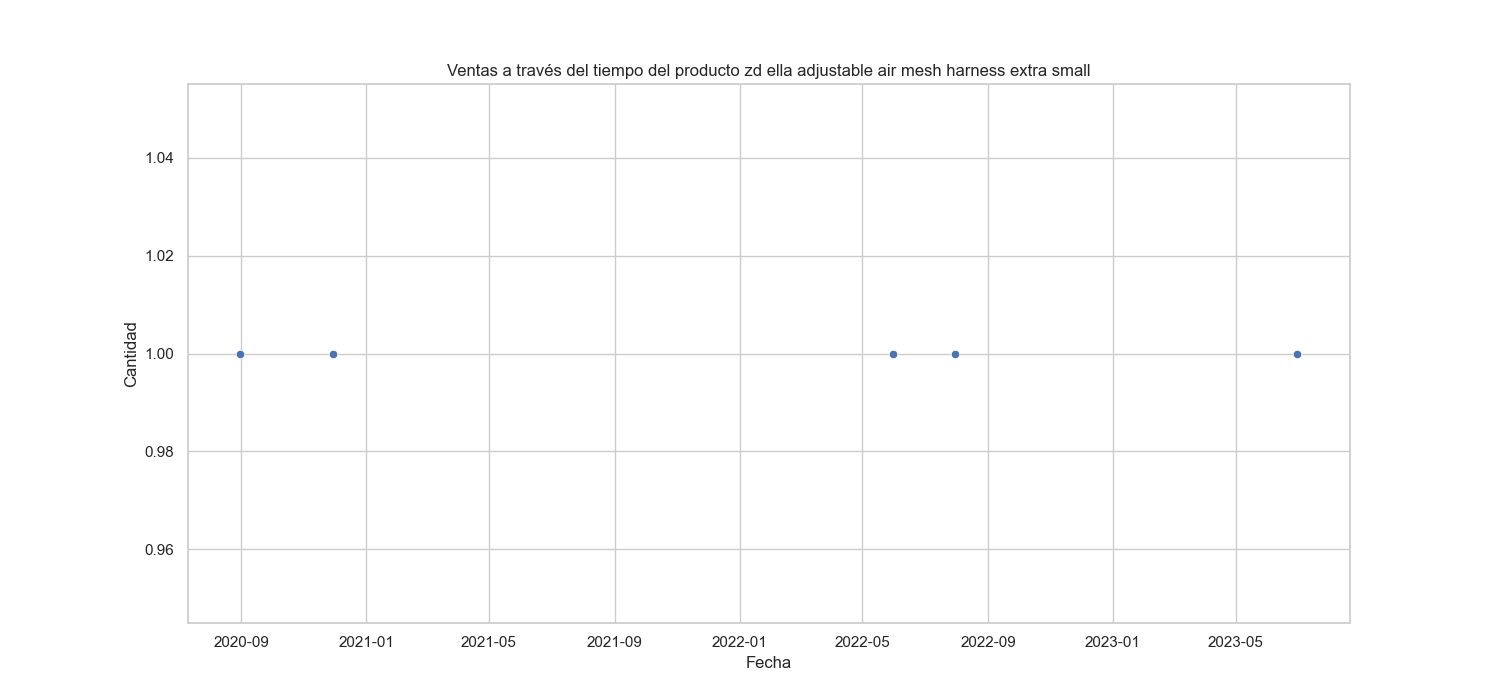 Ventas a través del tiempo del producto zd ella adjustable air mesh harness extra small
1.04
1.02
1.00
0.98
0.96
Cantidad
2020-09 2021-01 2021-05 2021-09 2022-01 2022-05 2022-09 2023-01 2023-05
Fecha